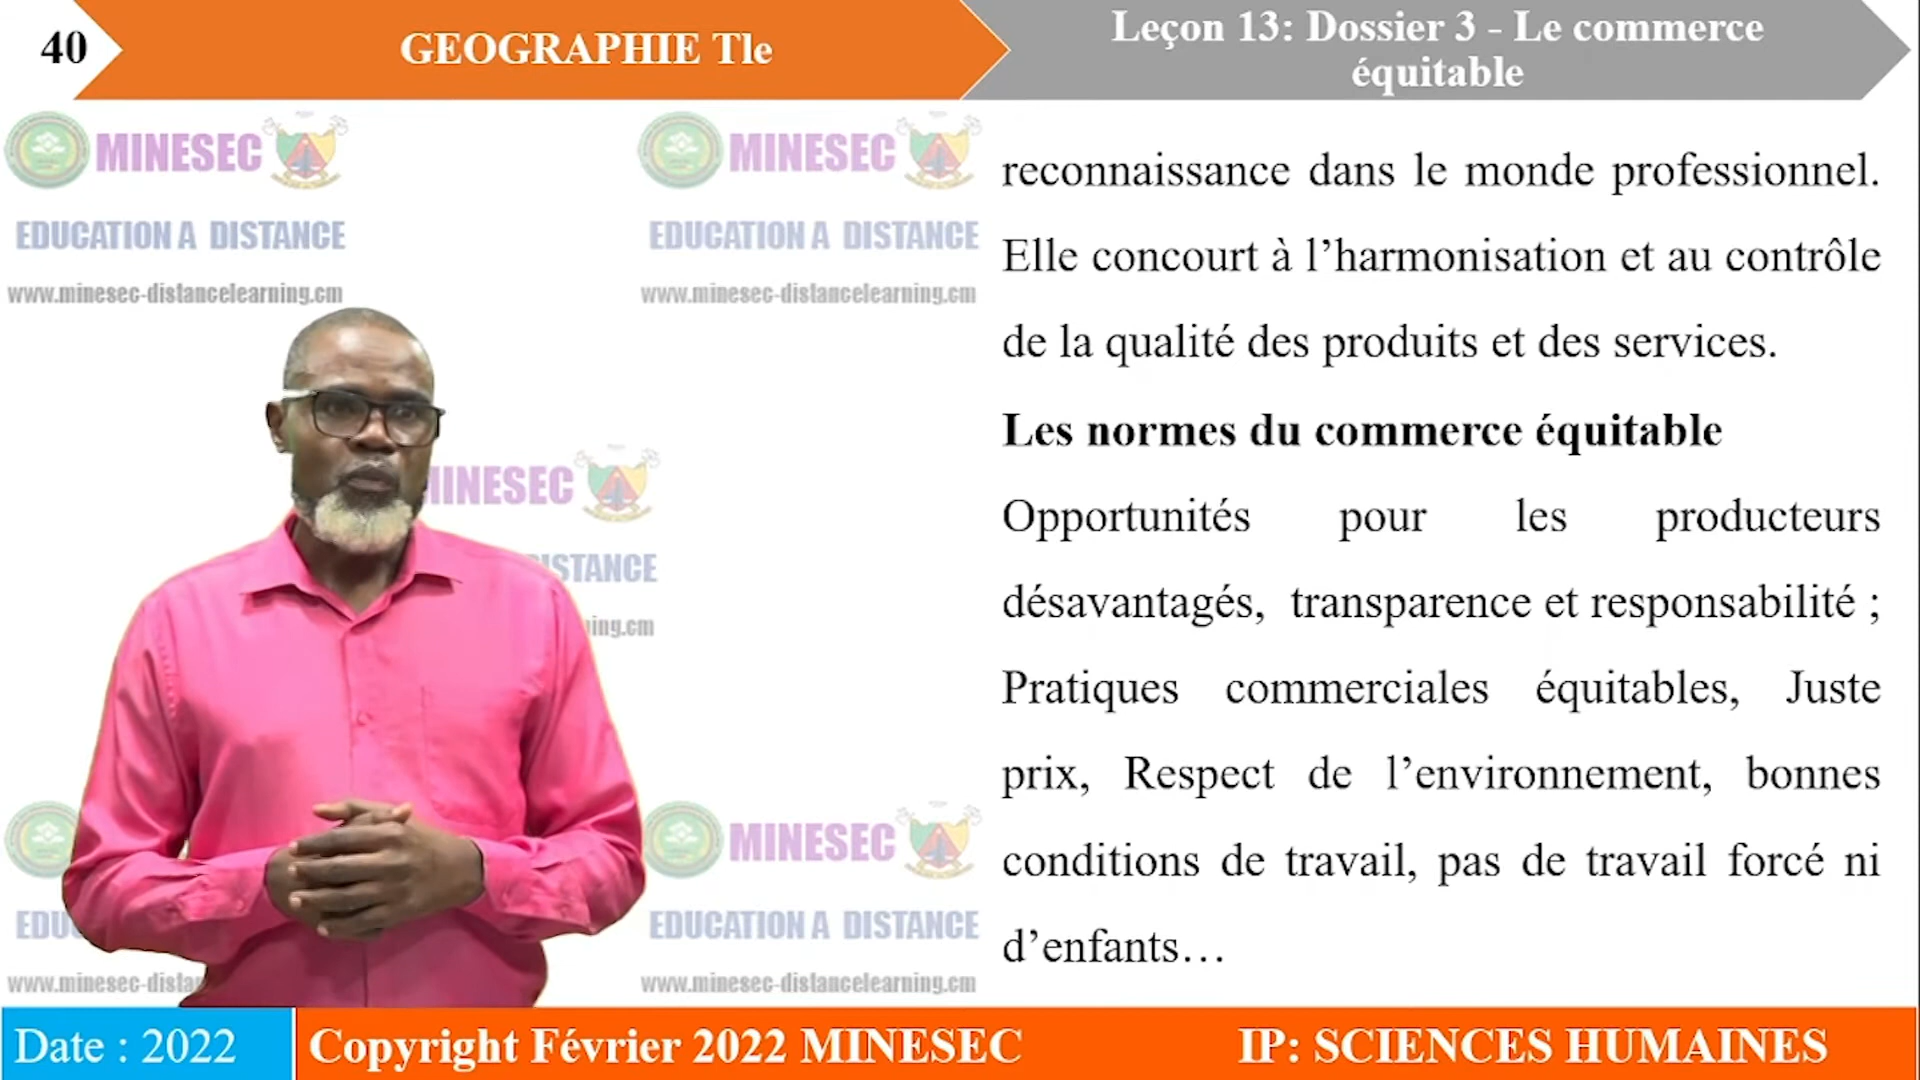 40
GEOGRAPHIE Tle
Leçon 13: Dossier 3 - Le commerce
équitable
MINESEC
EDUCATION A DISTANCE
www.minesec-distancelearning.cm
MINESEC
EDUCATION A DISTANCE
www.minesec-distancelearning.cm
reconnaissance dans le monde professionnel.
Elle concourt à l’harmonisation et au contrôle
de la qualité des produits et des services.
Les normes du commerce équitable
Opportunités pour les producteurs
désavantagés, transparence et responsabilité ;
Pratiques commerciales équitables, Juste
prix, Respect de l’environnement, bonnes
conditions de travail, pas de travail forcé ni
d’enfants…
MINESEC
EDUCATION A DISTANCE
www.minesec-distancelearning.cm
Date : 2022
Copyright Février 2022 MINESEC
IP: SCIENCES HUMAINES